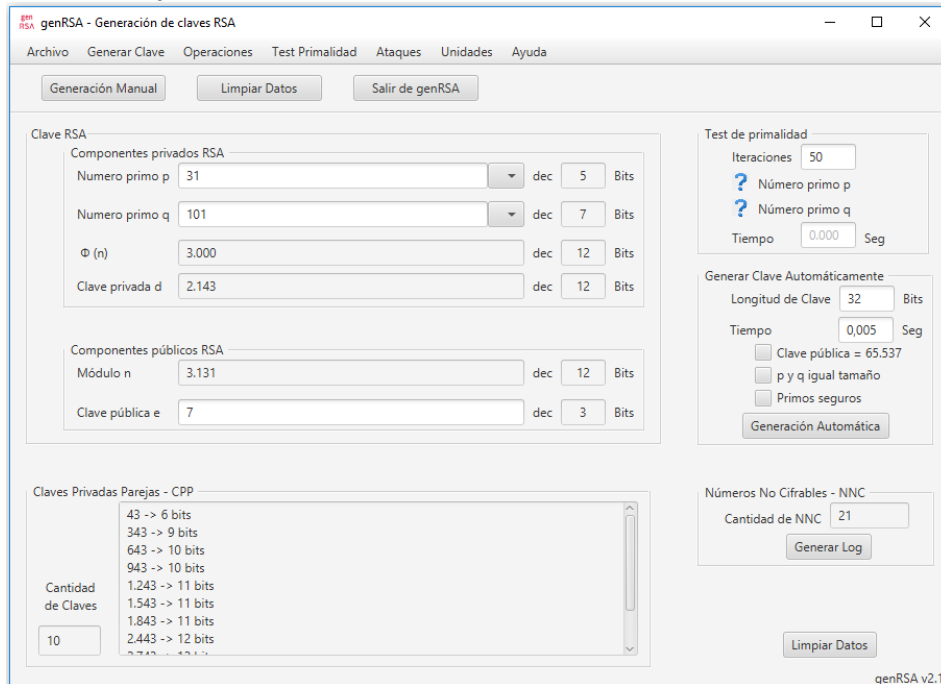 gen RSA genRSA - Generación de claves RSA
Archivo Generar Clave Operaciones Test Primalidad Ataques Unidades Ayuda
Generación Manual Limpiar Datos Salir de genRSA
Clave RSA
Componentes privados RSA
Numero primo p 31 dec 5 Bits
Numero primo q 101 dec 7 Bits
Φ (n) 3.000 dec 12 Bits
Clave privada d 2.143 dec 12 Bits
Componentes públicos RSA
Módulo n 3.131 dec 12 Bits
Clave pública e 7 dec 3 Bits
Test de primalidad
Iteraciones 50
? Número primo p
? Número primo q
Tiempo 0.000 Seg
Generar Clave Automáticamente
Longitud de Clave 32 Bits
Tiempo 0,005 Seg
Clave pública = 65.537
p y q igual tamaño
Primos seguros
Generación Automática
Claves Privadas Parejas - CPP
Cantidad
de Claves
10
43 -> 6 bits
343 -> 9 bits
643 -> 10 bits
943 -> 10 bits
1.243 -> 11 bits
1.543 -> 11 bits
1.843 -> 11 bits
2.443 -> 12 bits
Números No Cifrables - NNC
Cantidad de NNC 21
Generar Log
Limpiar Datos
genRSA v2.1